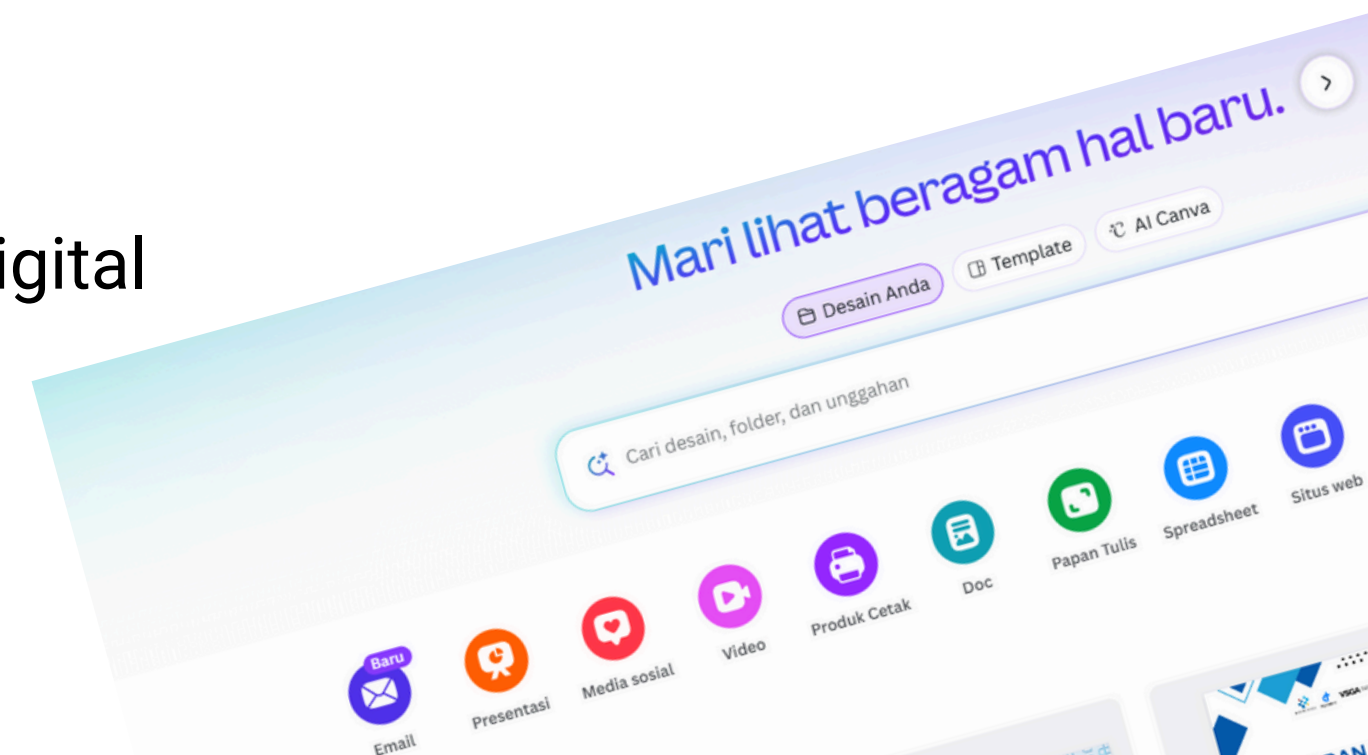 Mari lihat beragam hal baru.
igital
Desain Anda
Template
AI Canva
Cari desain, folder, dan unggahan
Baru
Email
Presentasi
Media sosial
Video
Produk Cetak
Doc
Papan Tulis
Spreadsheet
Situs web
VSGA